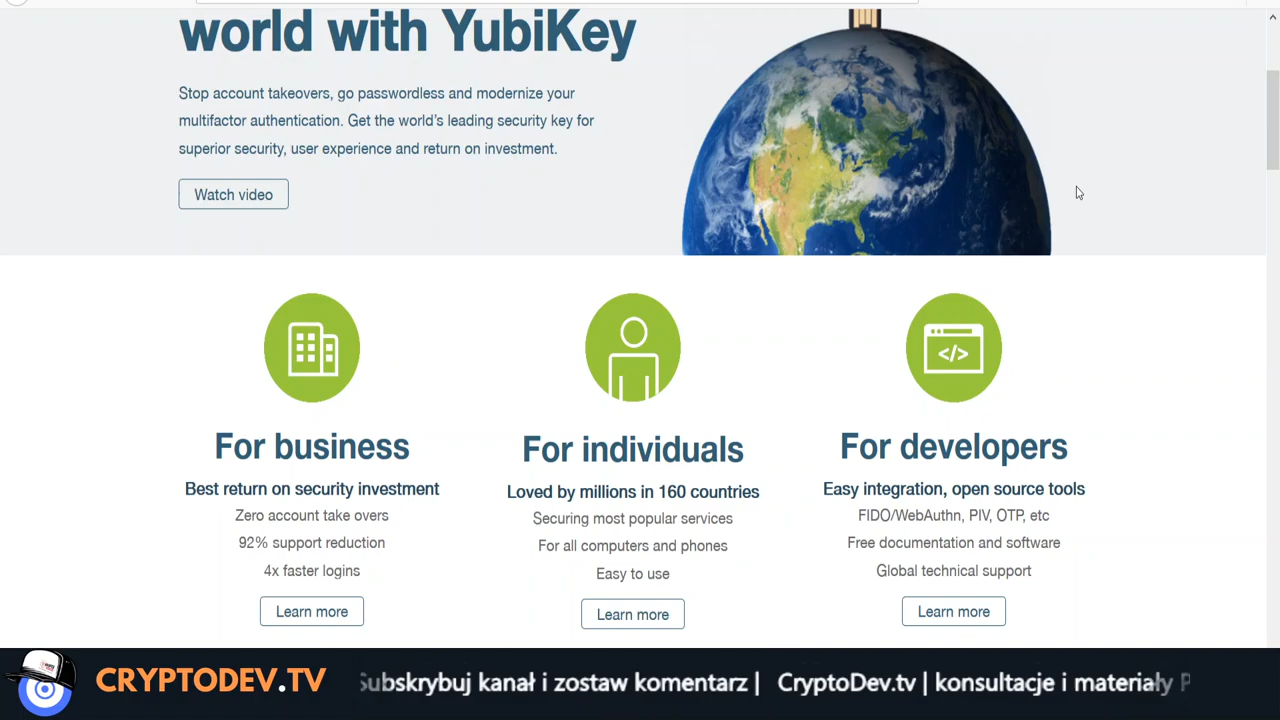 world with YubiKey
Stop account takeovers, go passwordless and modernize your
multifactor authentication. Get the world's leading security key for
superior security, user experience and return on investment.
Watch video
For business
Best return on security investment
Zero account take overs
92% support reduction
4x faster logins
Learn more
For individuals
Loved by millions in 160 countries
Securing most popular services
For all computers and phones
Easy to use
Learn more
</>
For developers
Easy integration, open source tools
FIDO/WebAuthn, PIV, OTP, etc
Free documentation and software
Global technical support
Learn more
CRYPTODEV.TV
Subskrybuj kanał i zostaw komentarz | CryptoDev.tv | konsultacje i materiały